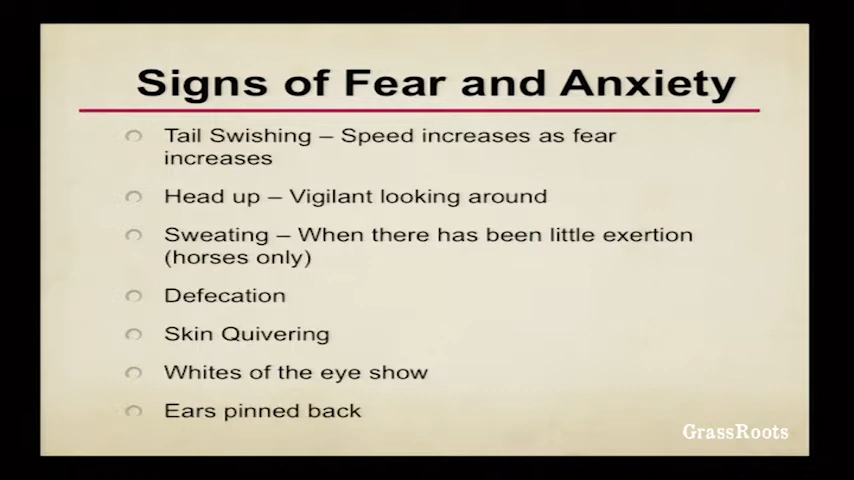 Signs of Fear and Anxiety
Tail Swishing – Speed increases as fear
increases
Head up – Vigilant looking around
Sweating – When there has been little exertion
(horses only)
Defecation
Skin Quivering
Whites of the eye show
Ears pinned back
GrassRoots